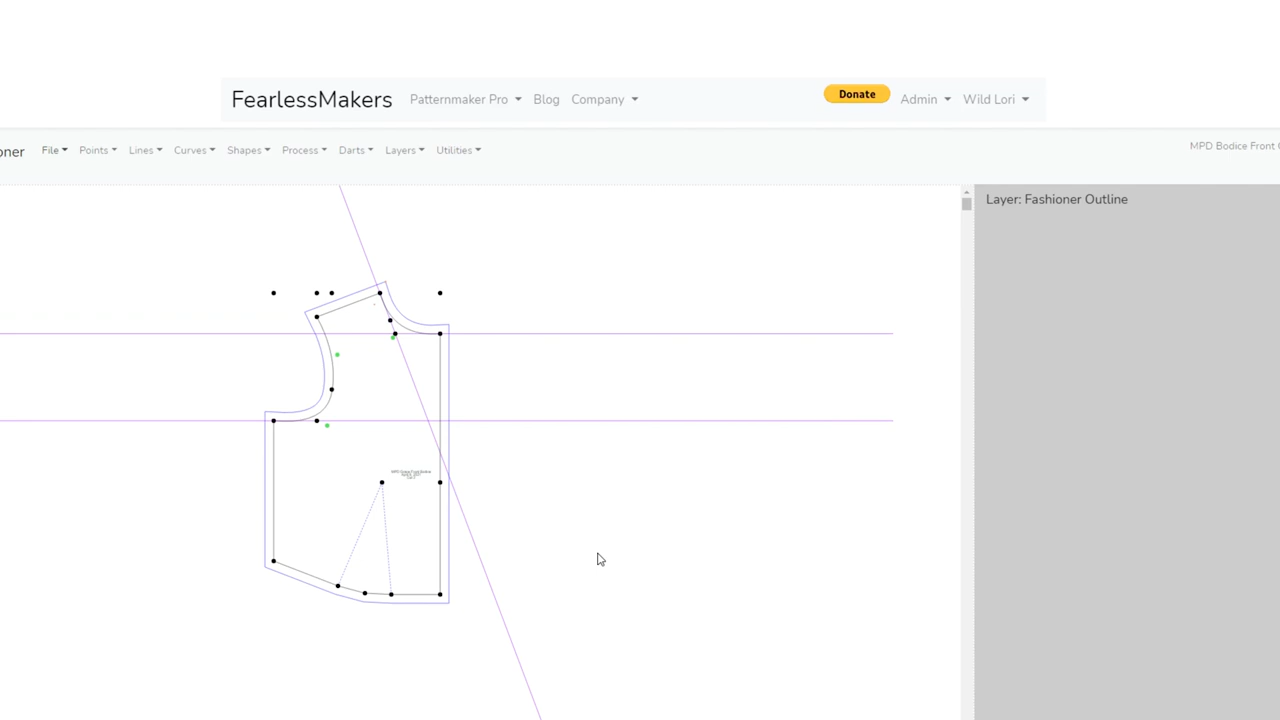 FearlessMakers Patternmaker Pro Blog Company Donate Admin Wild Lori
oner File Points Lines Curves Shapes Process Darts Layers Utilities MPD Bodice Front
Layer: Fashioner Outline